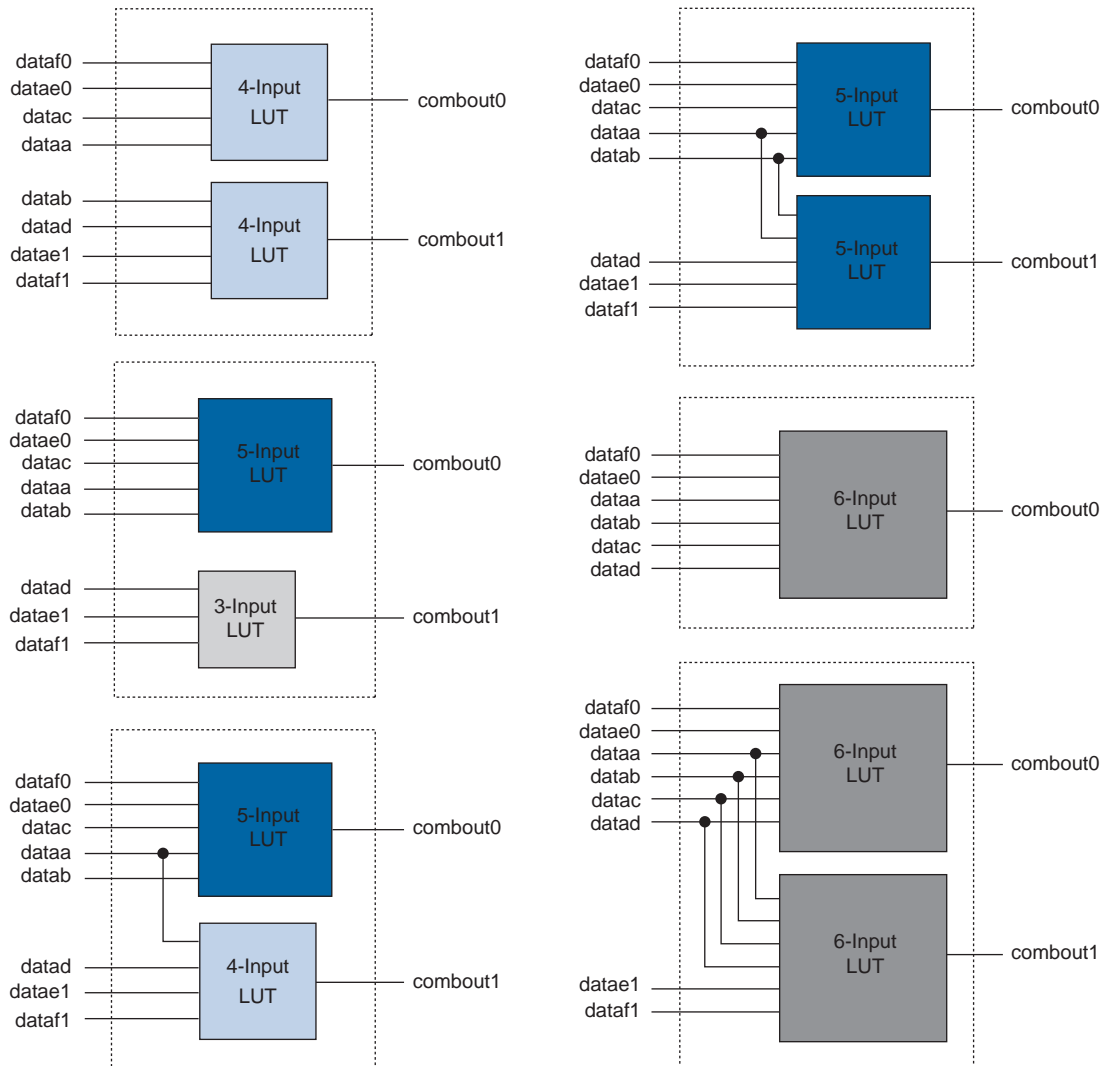 dataf0
datae0
datac
dataa
4-Input
LUT
combout0
datab
datad
datae1
dataf1
4-Input
LUT
combout1
dataf0
datae0
datac
dataa
datab
5-Input
LUT
combout0
datad
datae1
dataf1
3-Input
LUT
combout1
dataf0
datae0
datac
dataa
datab
5-Input
LUT
combout0
datad
datae1
dataf1
4-Input
LUT
combout1
dataf0
datae0
datac
dataa
datab
5-Input
LUT
combout0
datad
datae1
dataf1
5-Input
LUT
combout1
dataf0
datae0
dataa
datab
datac
datad
6-Input
LUT
combout0
dataf0
datae0
dataa
datab
datac
datad
6-Input
LUT
combout0
datae1
dataf1
6-Input
LUT
combout1